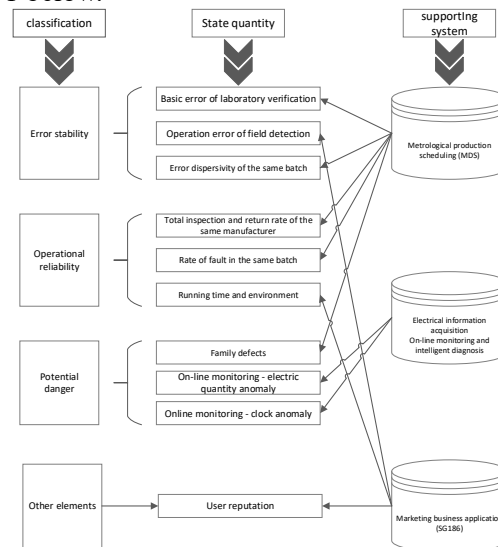 classification
State quantity
supportIng
system
Error stability
Basic error of laboratory verification
Operation error of field detection
Error dispersivity of the same batch
Metrological production
scheduling (MDS)
Operational
reliability
Total inspection and return rate of the
same manufacturer
Rate of fault in the same batch
Running time and environment
Electrical information
acquisition
On-line monitoring and
intelligent diagnosis
Potential
danger
Family defects
On-line monitoring - electric
quantity anomaly
Online monitoring - clock anomaly
Other elements
User reputation
Marketing business application
(SG186)